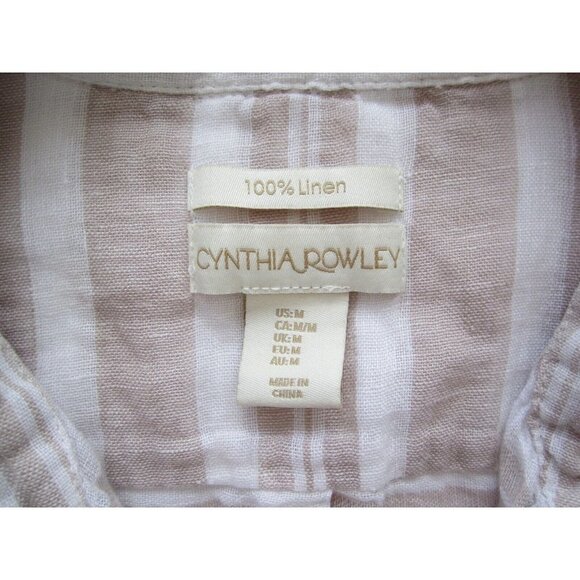 100% Linen
CYNTHIA ROWLEY
US:M
CA:M/M
UK:M
EU:M
AU:M
MADE IN
CHINA